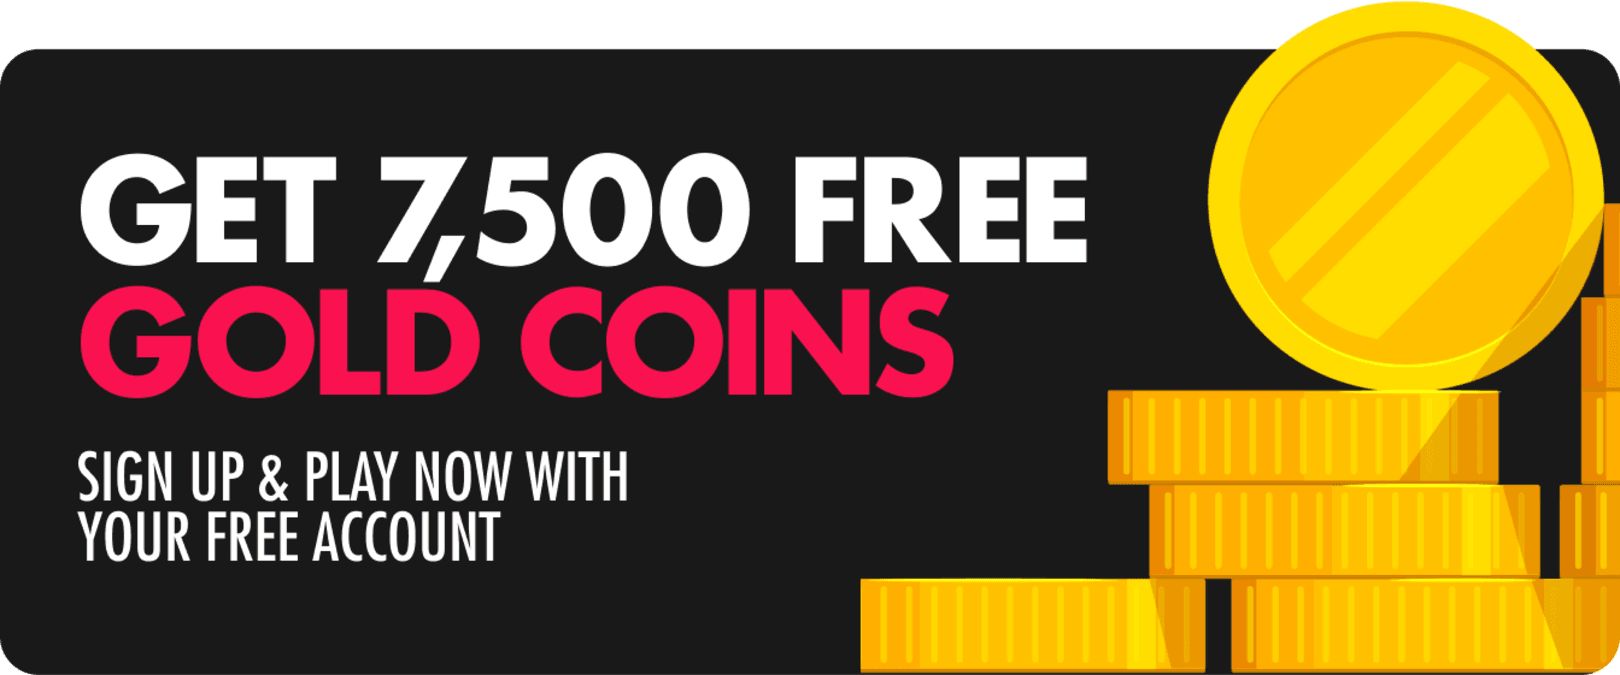 GET 7,500 FREE
GOLD COINS
SIGN UP & PLAY NOW WITH
YOUR FREE ACCOUNT